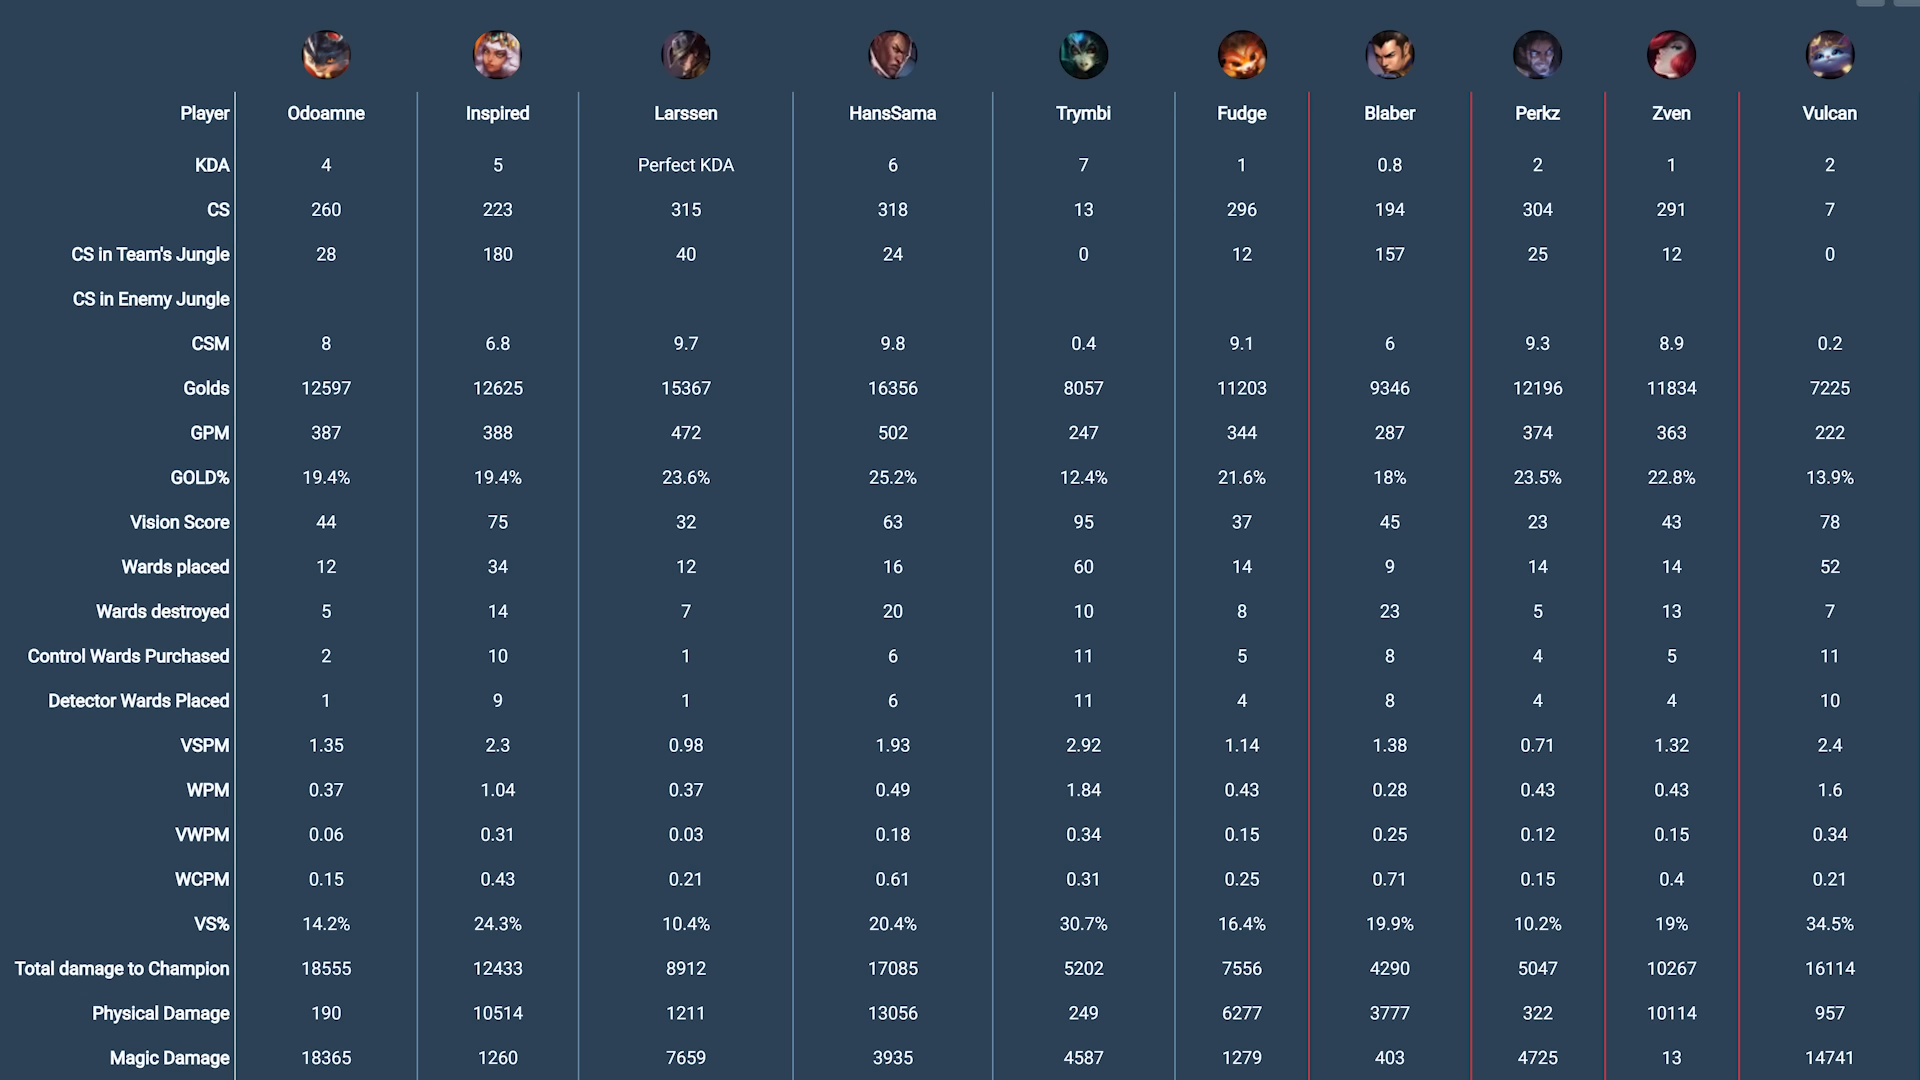 Player Odoamne Inspired Larssen HansSama Trymbi Fudge Blaber Perkz Zven Vulcan
KDA 4 5 Perfect KDA 6 7 1 0.8 2 1 2
CS 260 223 315 318 13 296 194 304 291 7
CS in Team's Jungle 28 180 40 24 0 12 157 25 12 0
CS in Enemy Jungle
CSM 8 6.8 9.7 9.8 0.4 9.1 6 9.3 8.9 0.2
Golds 12597 12625 15367 16356 8057 11203 9346 12196 11834 7225
GPM 387 388 472 502 247 344 287 374 363 222
GOLD% 19.4% 19.4% 23.6% 25.2% 12.4% 21.6% 18% 23.5% 22.8% 13.9%
Vision Score 44 75 32 63 95 37 45 23 43 78
Wards placed 12 34 12 16 60 14 9 14 14 52
Wards destroyed 5 14 7 20 10 8 23 5 13 7
Control Wards Purchased 2 10 1 6 11 5 8 4 5 11
Detector Wards Placed 1 9 1 6 11 4 8 4 4 10
VSPM 1.35 2.3 0.98 1.93 2.92 1.14 1.38 0.71 1.32 2.4
WPM 0.37 1.04 0.37 0.49 1.84 0.43 0.28 0.43 0.43 1.6
VWPM 0.06 0.31 0.03 0.18 0.34 0.15 0.25 0.12 0.15 0.34
WCPM 0.15 0.43 0.21 0.61 0.31 0.25 0.71 0.15 0.4 0.21
VS% 14.2% 24.3% 10.4% 20.4% 30.7% 16.4% 19.9% 10.2% 19% 34.5%
Total damage to Champion 18555 12433 8912 17085 5202 7556 4290 5047 10267 16114
Physical Damage 190 10514 1211 13056 249 6277 3777 322 10114 957
Magic Damage 18365 1260 7659 3935 4587 1279 403 4725 13 14741